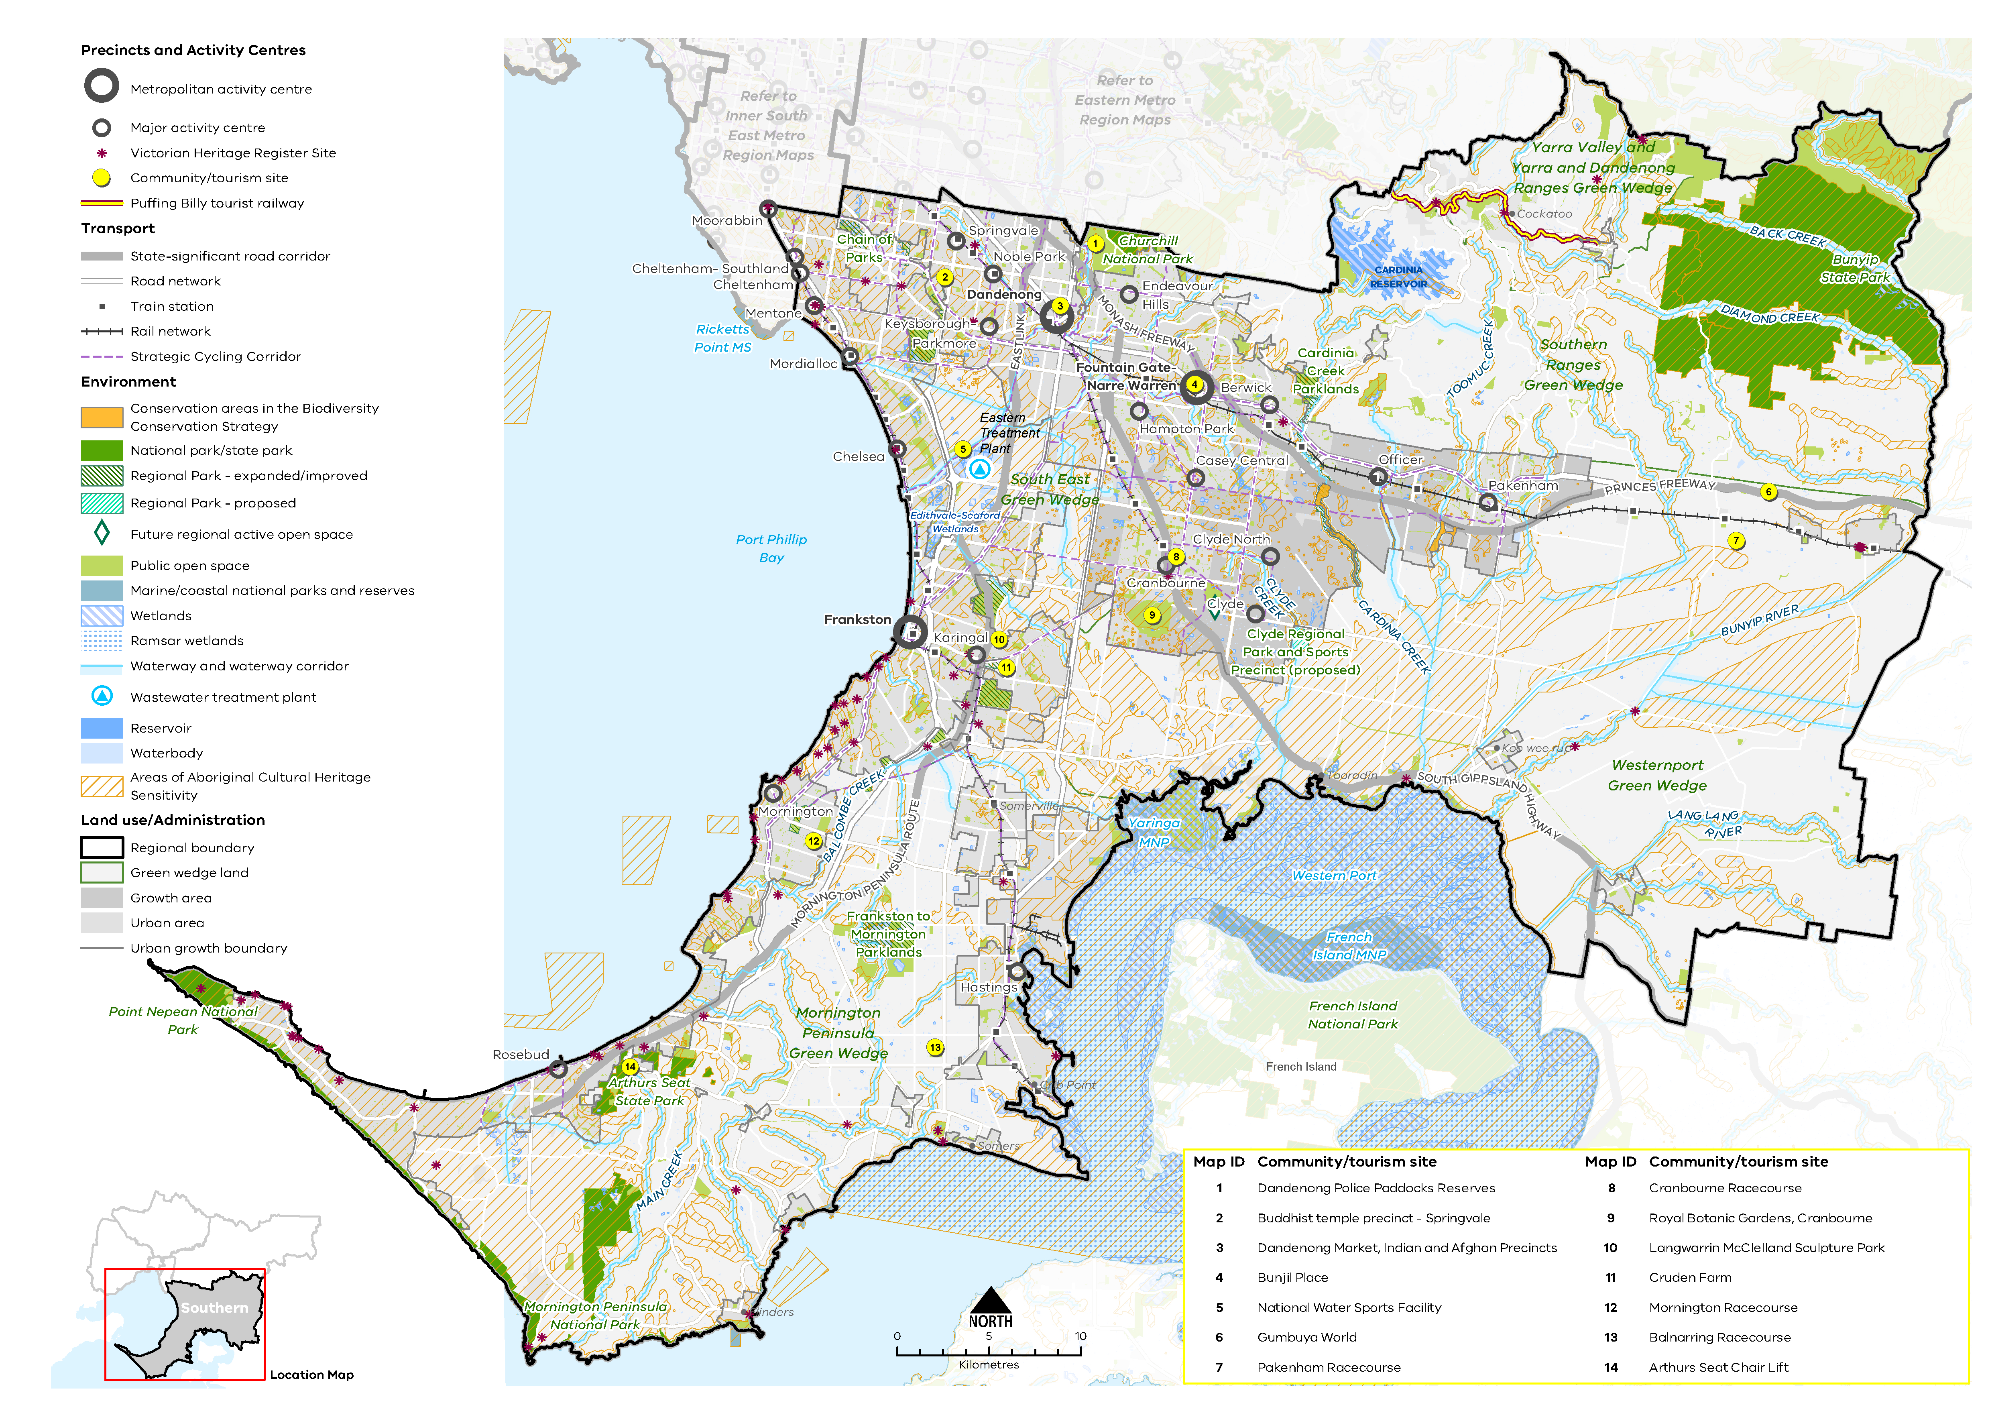 Precincts and Activity Centres
Metropolitan activity centre
Major activity centre
Victorian Heritage Register Site
Community/tourism site
Puffing Billy tourist railway
Transport
State-significant road corridor
Road network
Train station
Rail network
Strategic Cycling Corridor
Environment
Conservation areas in the Biodiversity
Conservation Strategy
National park/state park
Regional Park - expanded/improved
Regional Park - proposed
Future regional active open space
Public open space
Marine/coastal national parks and reserves
Wetlands
Ramsar wetlands
Waterway and waterway corridor
Wastewater treatment plant
Reservoir
Waterbody
Areas of Aboriginal Cultural Heritage
Sensitivity
Land use/Administration
Regional boundary
Green wedge land
Growth area
Urban area
Urban growth boundary
Refer to
Inner South
East Metro
Region Maps
Refer to
Eastern Metro
Region Maps
Yarra Valley and
Yarra and Dandenong
Ranges Green Wedge
Cockatoo
BACK CREEK
Bunyip
State Park
DIAMOND CREEK
CARDINIA
RESERVOIR
Moorabbin
Chain of
Parks
Springvale
Noble Park
1
Churchill
National Park
Cheltenham- Southland
Cheltenham
2
Dandenong
3
Endeavour
Hills
Mentone
Keysborough-
Parkmore
EASTLINK
MONASH FREEWAY
Ricketts
Point MS
Mordialloc
Cardinia
Creek
Parklands
TOOMUC CREEK
Southern
Ranges
Green Wedge
Fountain Gate-
Narre Warren
4
Berwick
Hampton Park
Eastern
Treatment
Plant
5
Chelsea
Casey Central
Officer
Pakenham
PRINCES FREEWAY
6
7
South East
Green Wedge
Edithvale-Seaford
Wetlands
Port Phillip
Bay
Clyde North
8
Cranbourne
9
Clyde
CLYDE
CREEK
CARDINIA CREEK
Clyde Regional
Park and Sports
Precinct (proposed)
BUNYIP RIVER
Frankston
Karingal
10
11
Koo wee rup
Westernport
Green Wedge
Tooradin
SOUTH GIPPSLAND HIGHWAY
LANG LANG
RIVER
Mornington
12
BALCOMBE CREEK
Somerville
Yaringa
MNP
Western Port
MORNINGTON PENINSULA ROUTE
Frankston to
Mornington
Parklands
French
Island MNP
Hastings
Point Nepean National
Park
Mornington
Peninsula
Green Wedge
French Island
National Park
13
Rosebud
14
Arthurs Seat
State Park
French Island
Crib Point
Somers
MAIN CREEK
Mornington Peninsula
National Park
Flinders
Southern
Location Map
NORTH
0 5 10
Kilometres
Map ID Community/tourism site Map ID Community/tourism site
1 Dandenong Police Paddocks Reserves 8 Cranbourne Racecourse
2 Buddhist temple precinct - Springvale 9 Royal Botanic Gardens, Cranbourne
3 Dandenong Market, Indian and Afghan Precincts 10 Langwarrin McClelland Sculpture Park
4 Bunjil Place 11 Cruden Farm
5 National Water Sports Facility 12 Mornington Racecourse
6 Gumbuya World 13 Balnarring Racecourse
7 Pakenham Racecourse 14 Arthurs Seat Chair Lift